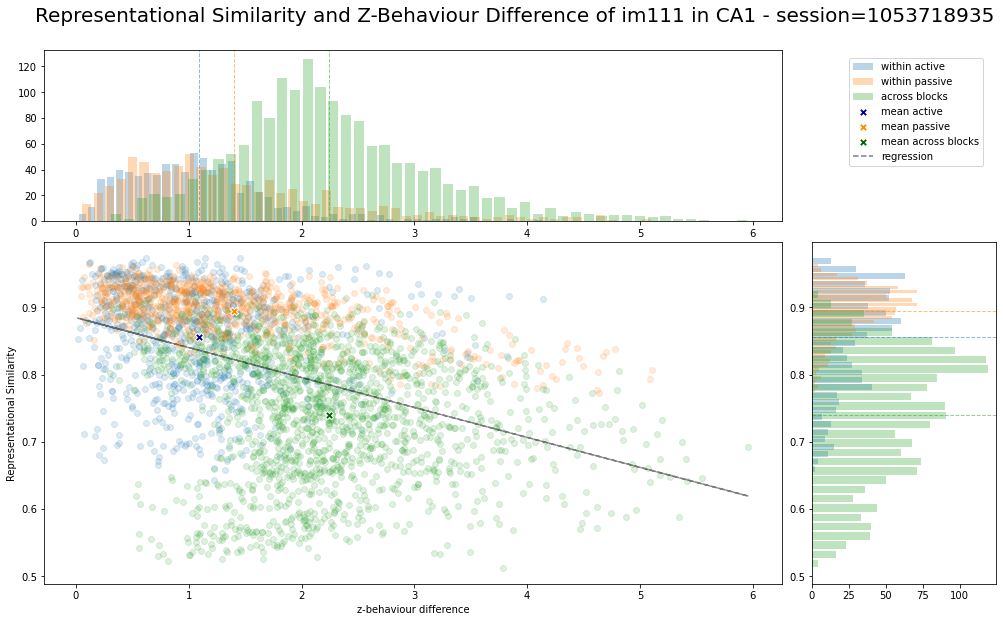 Representational Similarity and Z-Behaviour Difference of im111 in CA1 - session=1053718935
120
100
80
60
40
20
0
0 1 2 3 4 5 6
within active
within passive
across blocks
mean active
mean passive
mean across blocks
regression
Representational Similarity
0.9
0.8
0.7
0.6
0.5
0 1 2 3 4 5 6
z-behaviour difference
0.9
0.8
0.7
0.6
0.5
0 25 50 75 100